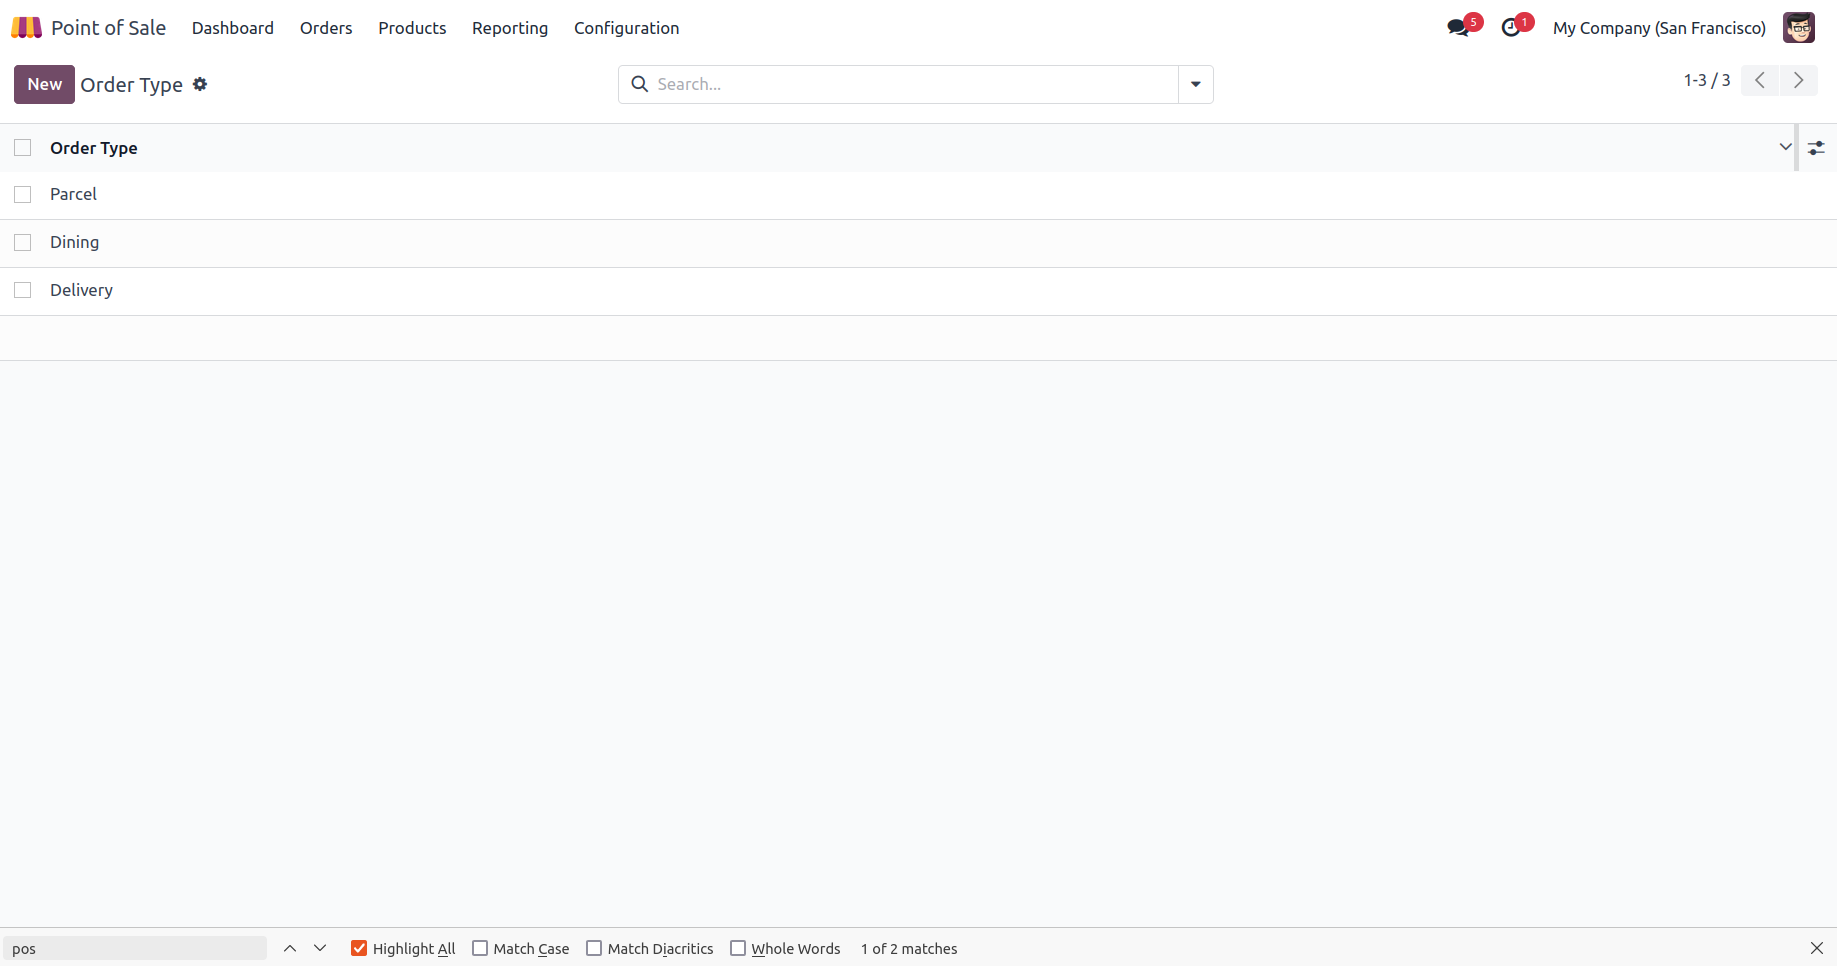 Point of Sale Dashboard Orders Products Reporting Configuration 5 1 My Company (San Francisco)
New Order Type Search... 1-3 / 3
Order Type
Parcel
Dining
Delivery
pos Highlight All Match Case Match Diacritics Whole Words 1 of 2 matches